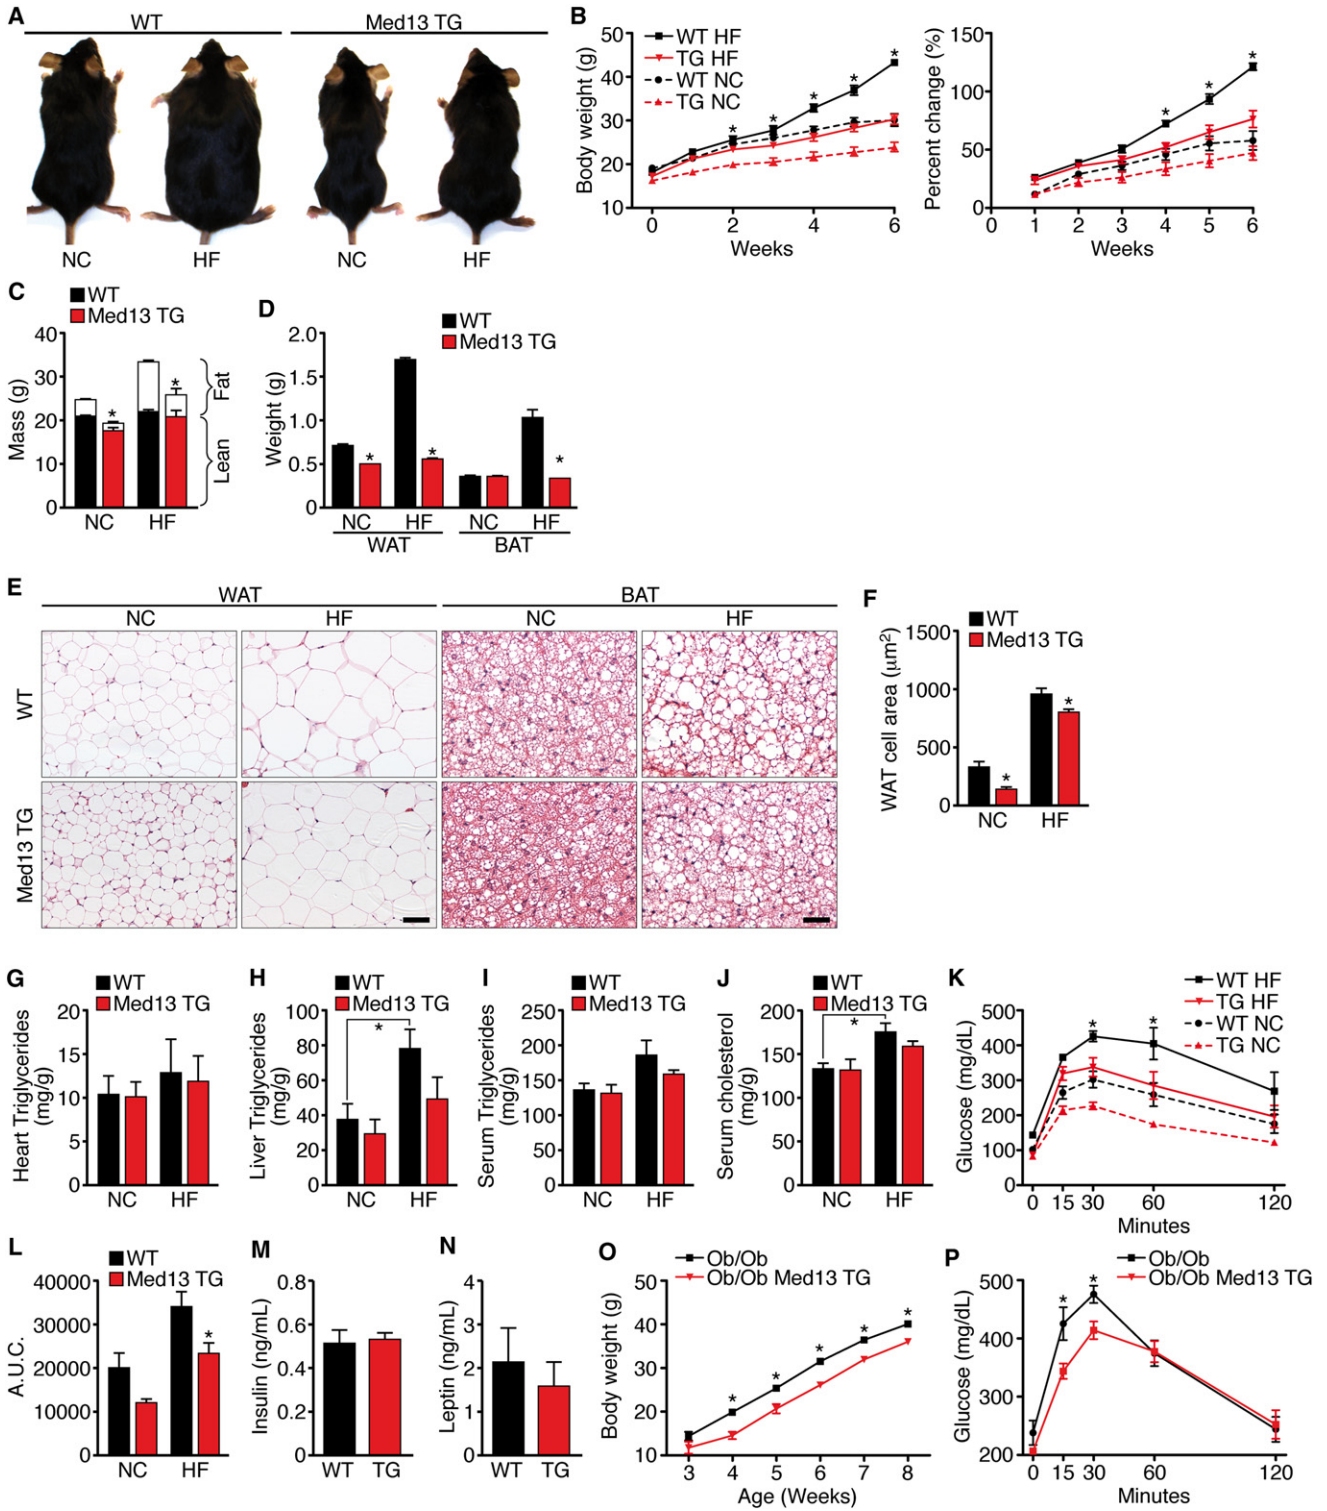 A
WT
Med13 TG
NC
HF
NC
HF
B
Body weight (g)
50
40
30
20
10
0
2
4
6
Weeks
WT HF
TG HF
WT NC
TG NC
*
*
*
*
*
Percent change (%)
150
100
50
0
0
1
2
3
4
5
6
Weeks
*
*
*
C
WT
Med13 TG
Mass (g)
40
30
20
10
0
*
*
Fat
Lean
NC
HF
D
WT
Med13 TG
Weight (g)
2.0
1.0
0.5
0
*
*
*
NC
HF
NC
HF
WAT
BAT
E
WAT
BAT
NC
HF
NC
HF
WT
Med13 TG
F
WT
Med13 TG
WAT cell area (µm²)
1500
1000
500
0
*
*
NC
HF
G
WT
Med13 TG
Heart Triglycerides
(mg/g)
20
15
10
5
0
NC
HF
H
WT
Med13 TG
Liver Triglycerides
(mg/g)
100
80
60
40
20
0
*
NC
HF
I
WT
Med13 TG
Serum Triglycerides
(mg/g)
250
200
150
100
50
0
NC
HF
J
WT
Med13 TG
Serum cholesterol
(mg/g)
200
150
100
50
0
*
NC
HF
K
WT HF
TG HF
WT NC
TG NC
Glucose (mg/dL)
500
400
300
200
100
0
*
*
0
15
30
60
120
Minutes
L
WT
Med13 TG
A.U.C.
40000
30000
20000
10000
0
*
NC
HF
M
Insulin (ng/mL)
0.8
0.6
0.4
0.2
0
WT
TG
N
Leptin (ng/mL)
4
3
2
1
0
WT
TG
O
Ob/Ob
Ob/Ob Med13 TG
Body weight (g)
50
40
30
20
10
*
*
*
*
*
3
4
5
6
7
8
Age (Weeks)
P
Ob/Ob
Ob/Ob Med13 TG
Glucose (mg/dL)
500
400
300
200
*
*
0
15
30
60
120
Minutes